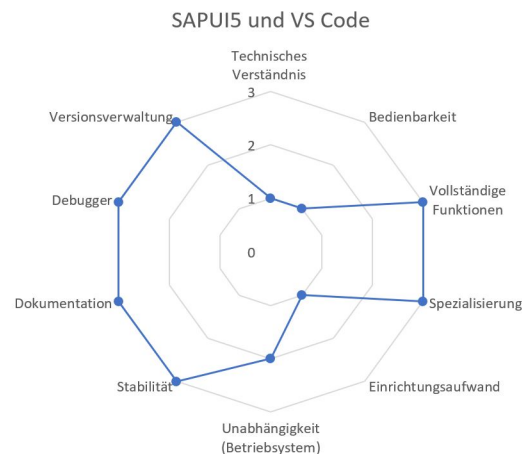 SAPUI5 und VS Code
Technisches
Verständnis
3
Versionsverwaltung
Bedienbarkeit
2
Debugger
1
Vollständige
Funktionen
0
Dokumentation
Spezialisierung
Stabilität
Einrichtungsaufwand
Unabhängigkeit
(Betriebsystem)